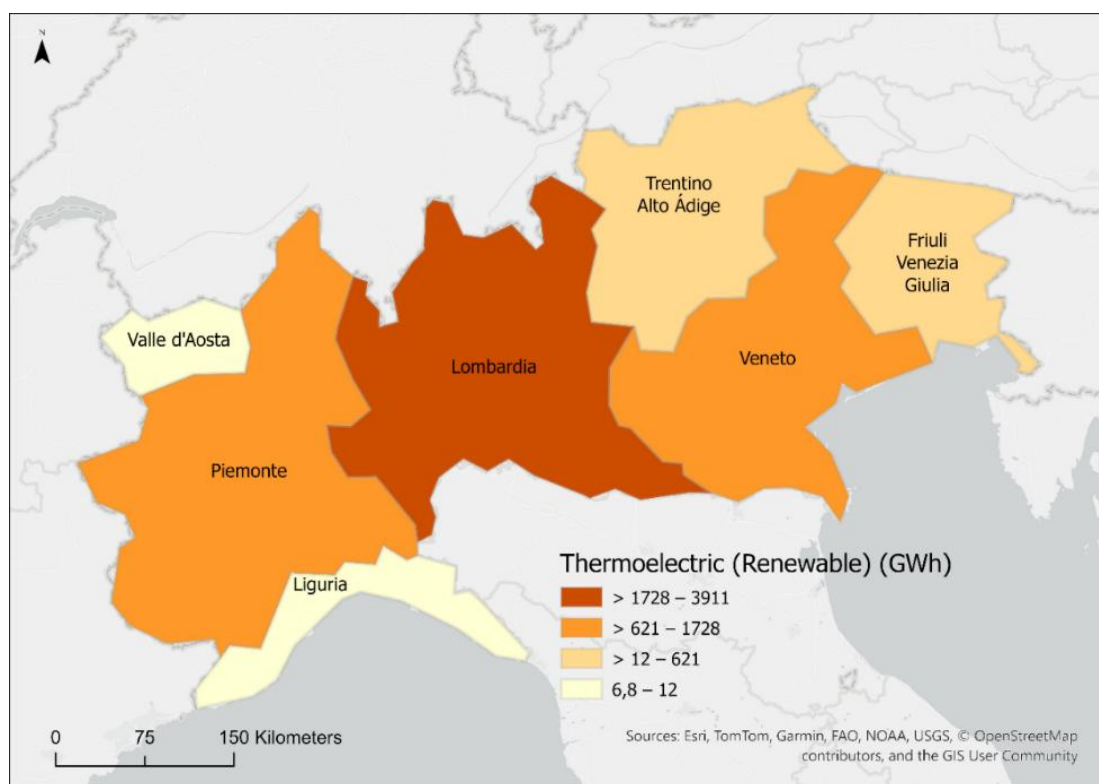 N
Trentino
Alto Ádige
Friuli
Venezia
Giulia
Valle d'Aosta
Lombardia
Veneto
Piemonte
Liguria
Thermoelectric (Renewable) (GWh)
> 1728 – 3911
> 621 – 1728
> 12 – 621
6,8 – 12
0 75 150 Kilometers
Sources: Esri, TomTom, Garmin, FAO, NOAA, USGS, © OpenStreetMap
contributors, and the GIS User Community